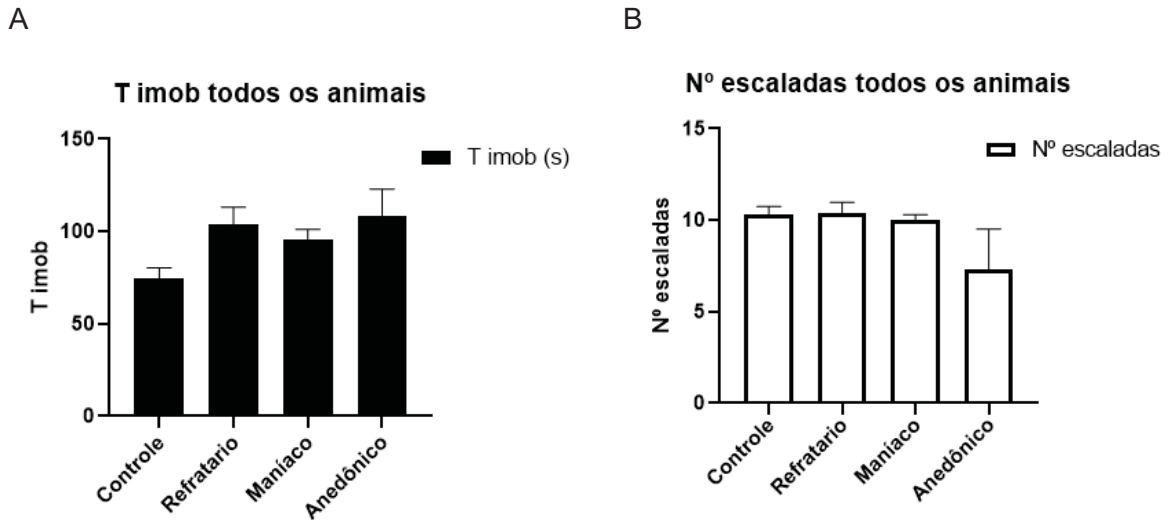 A
T imob todos os animais
T imob (s)
150
100
50
0
T imob
Controle
Refratario
Maníaco
Anedônico
B
Nº escaladas todos os animais
Nº escaladas
15
10
5
0
Nº escaladas
Controle
Refratario
Maníaco
Anedônico